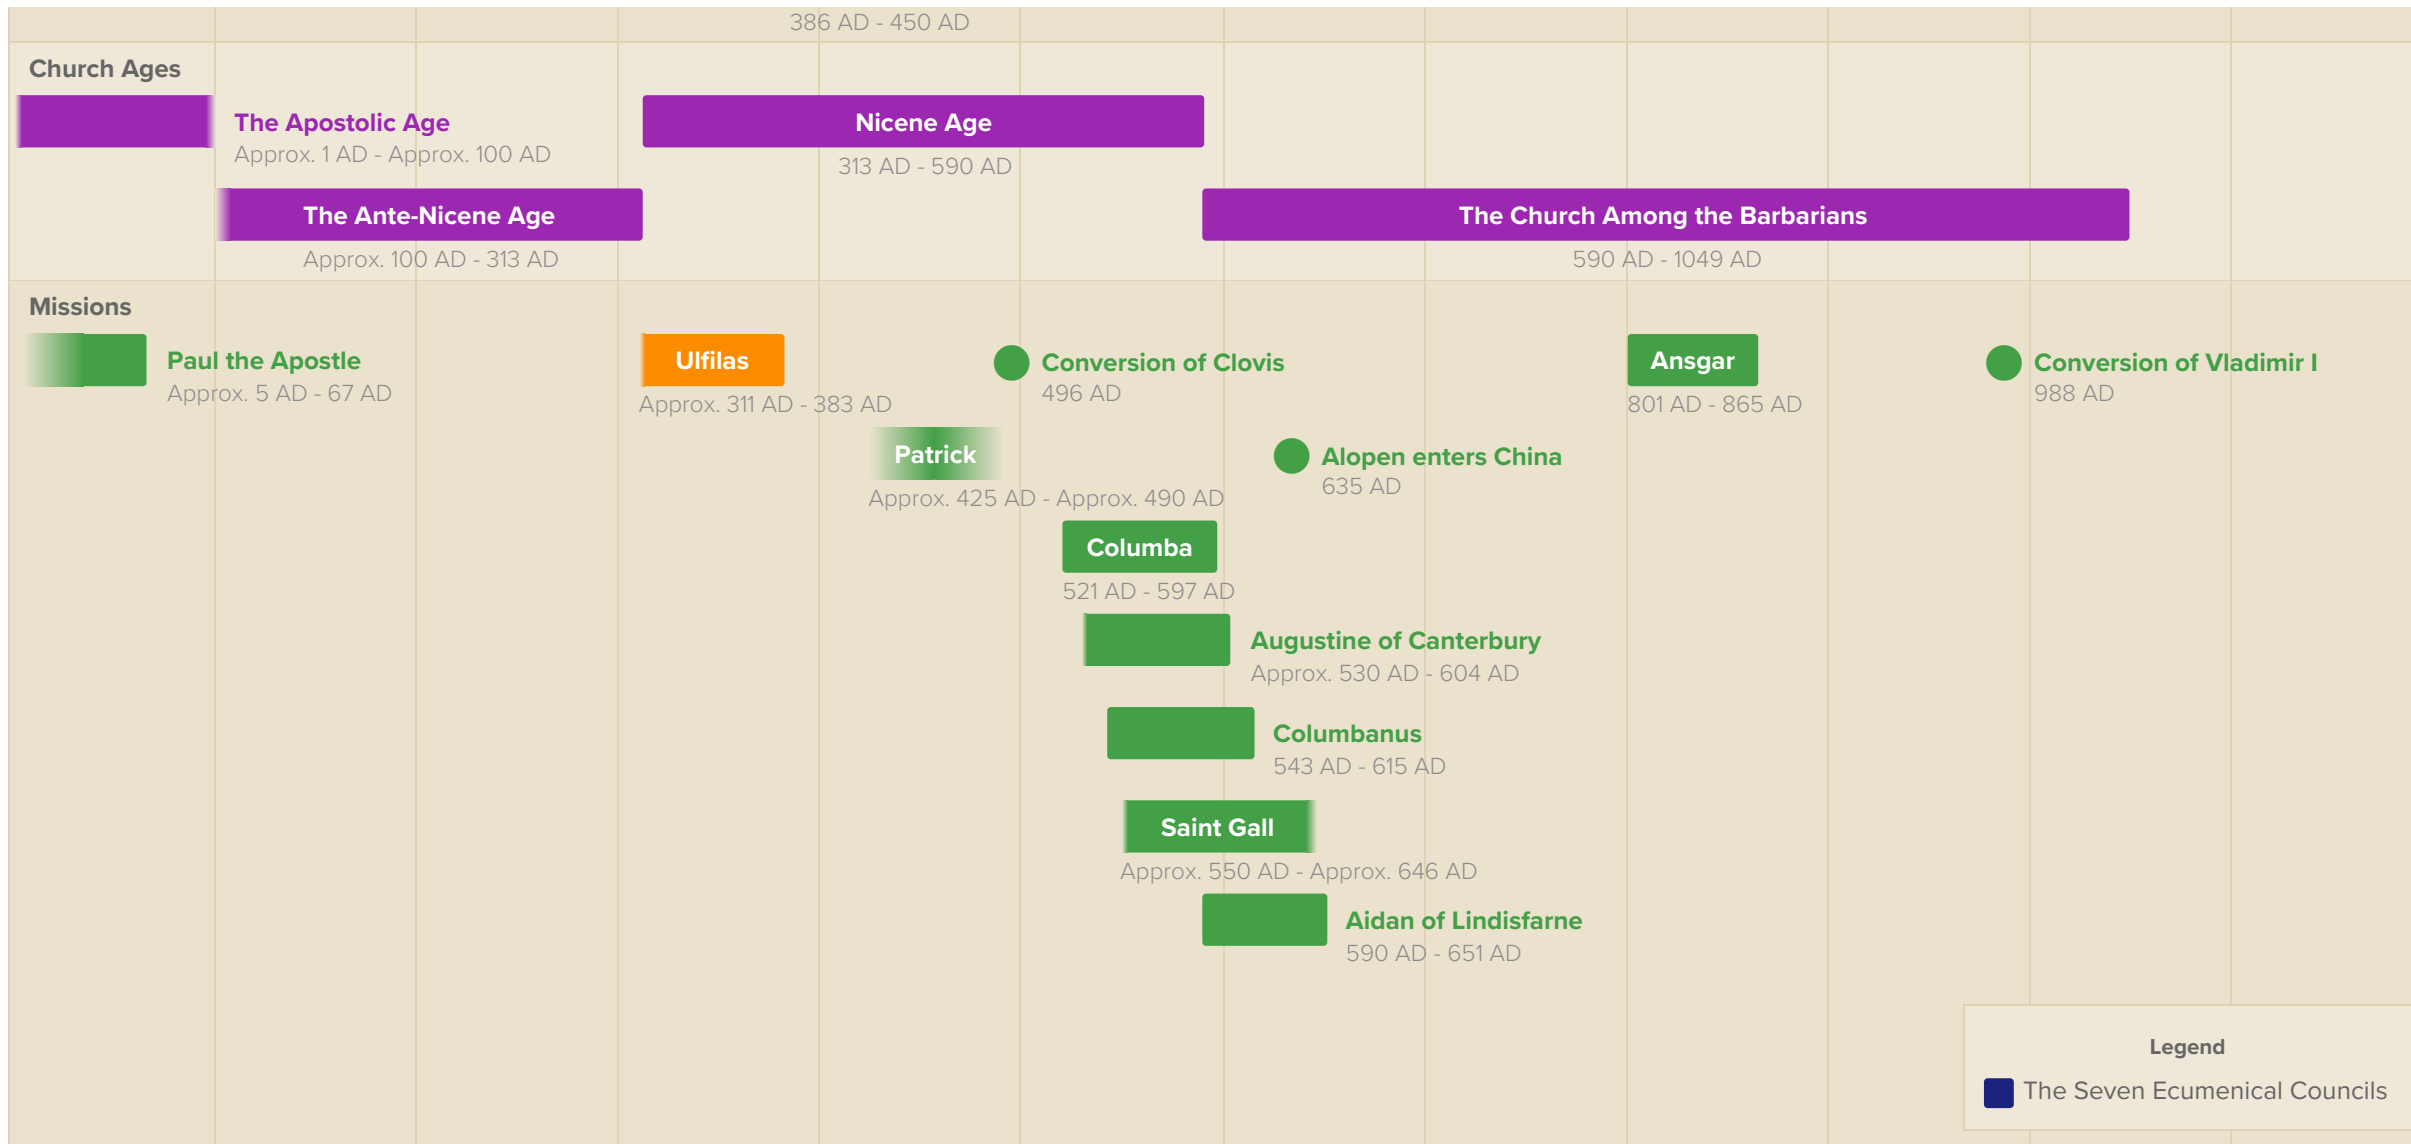 386 AD - 450 AD
Church Ages
The Apostolic Age
Approx. 1 AD - Approx. 100 AD
Nicene Age
313 AD - 590 AD
The Ante-Nicene Age
Approx. 100 AD - 313 AD
The Church Among the Barbarians
590 AD - 1049 AD
Missions
Paul the Apostle
Approx. 5 AD - 67 AD
Ulfilas
Approx. 311 AD - 383 AD
Conversion of Clovis
496 AD
Ansgar
801 AD - 865 AD
Conversion of Vladimir I
988 AD
Patrick
Approx. 425 AD - Approx. 490 AD
Alopen enters China
635 AD
Columba
521 AD - 597 AD
Augustine of Canterbury
Approx. 530 AD - 604 AD
Columbanus
543 AD - 615 AD
Saint Gall
Approx. 550 AD - Approx. 646 AD
Aidan of Lindisfarne
590 AD - 651 AD
Legend
The Seven Ecumenical Councils